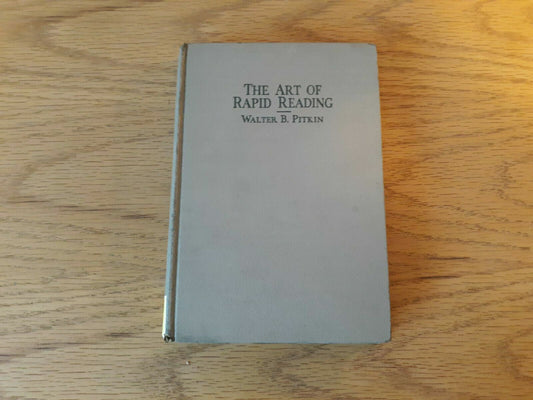 THE ART OF
RAPID READING
WALTER B. PITKIN